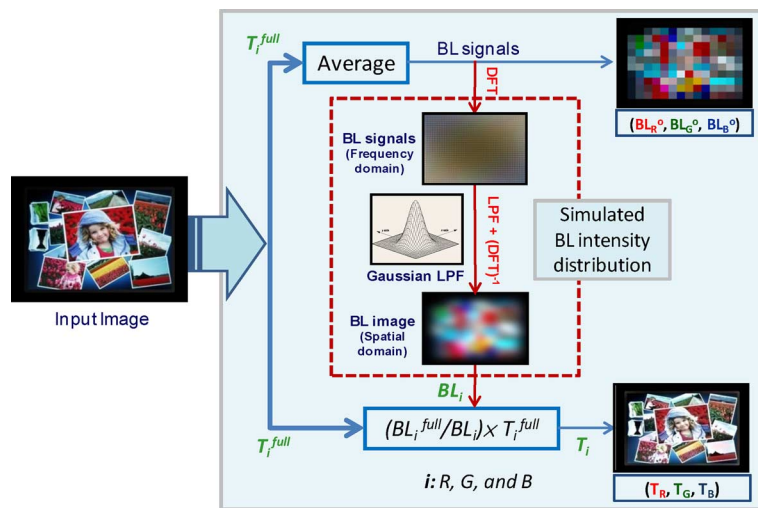 T_i^full
Average
BL signals
DFT
(BL_R^o, BL_G^o, BL_B^o)
BL signals
(Frequency
domain)
LPF + (DFT)^-1
Gaussian LPF
Simulated
BL intensity
distribution
Input Image
BL image
(Spatial
domain)
BL_i
T_i^full
(BL_i^full/BL_i) × T_i^full
T_i
i: R, G, and B
(T_R, T_G, T_B)